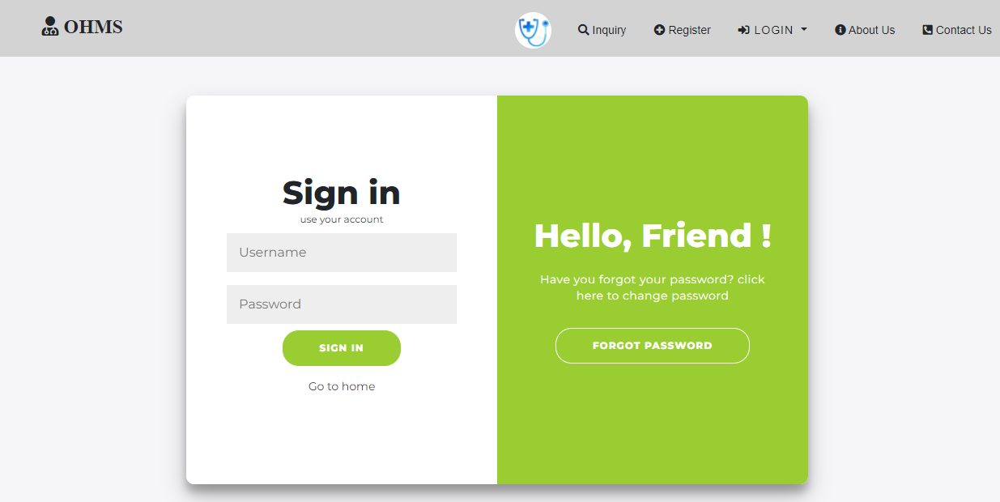 OHMS
Inquiry
Register
LOGIN
About Us
Contact Us
Sign in
use your account
Username
Password
SIGN IN
Go to home
Hello, Friend !
Have you forgot your password? click
here to change password
FORGOT PASSWORD